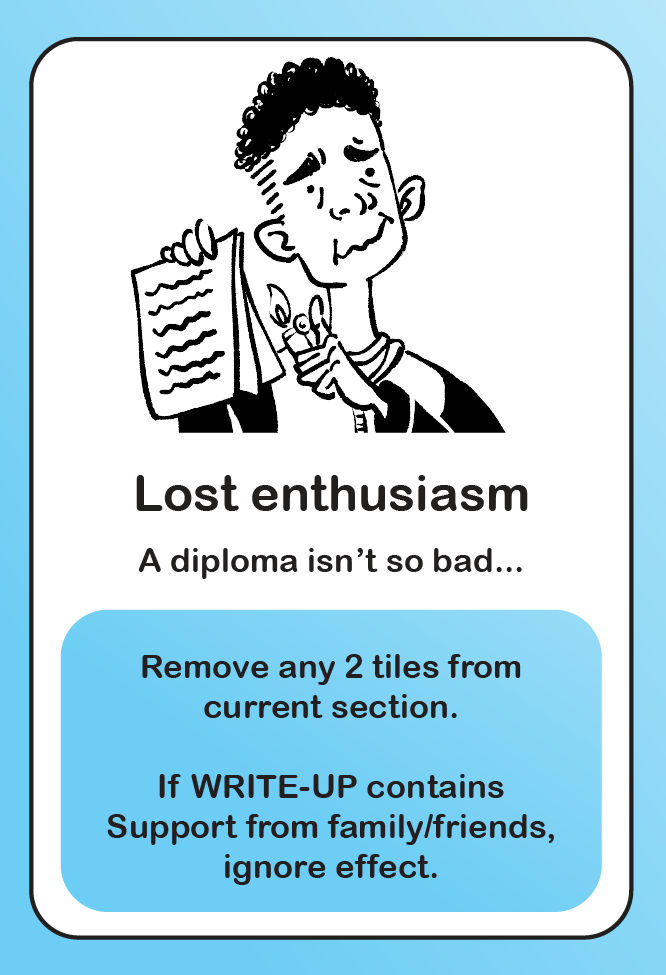 Lost enthusiasm
A diploma isn’t so bad...
Remove any 2 tiles from
current section.
If WRITE-UP contains
Support from family/friends,
ignore effect.